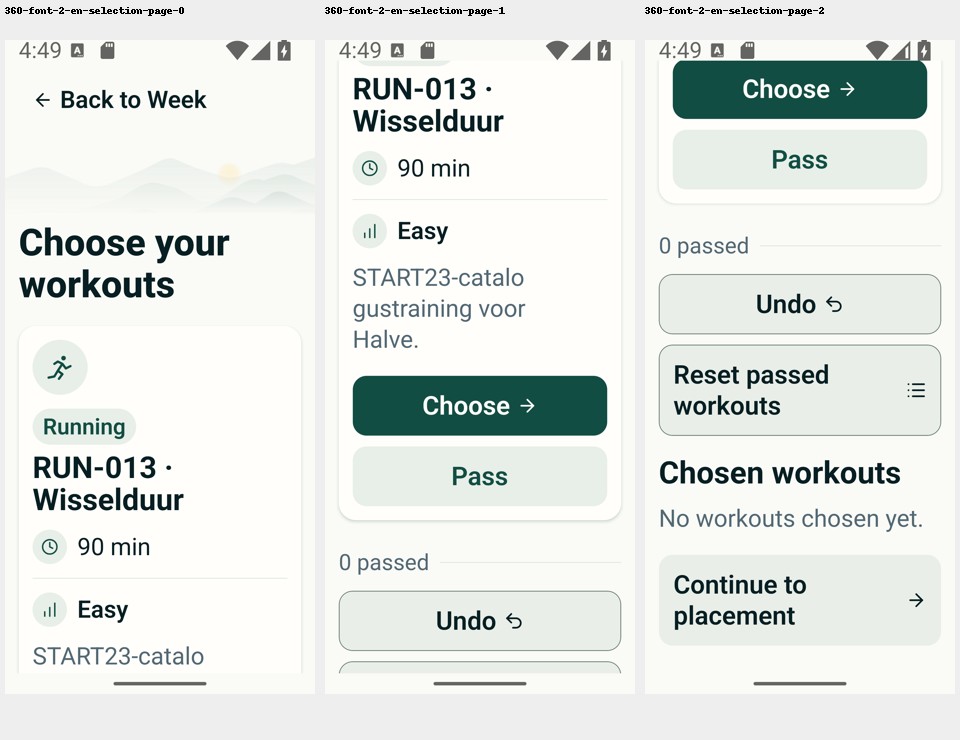 360-font-2-en-selection-page-0
4:49
Back to Week
Choose your
workouts
Running
RUN-013 ·
Wisselduur
90 min
Easy
START23-catalo
360-font-2-en-selection-page-1
4:49
RUN-013 ·
Wisselduur
90 min
Easy
START23-catalo
gustraining voor
Halve.
Choose
Pass
0 passed
Undo
360-font-2-en-selection-page-2
4:49
Choose
Pass
0 passed
Undo
Reset passed
workouts
Chosen workouts
No workouts chosen yet.
Continue to
placement